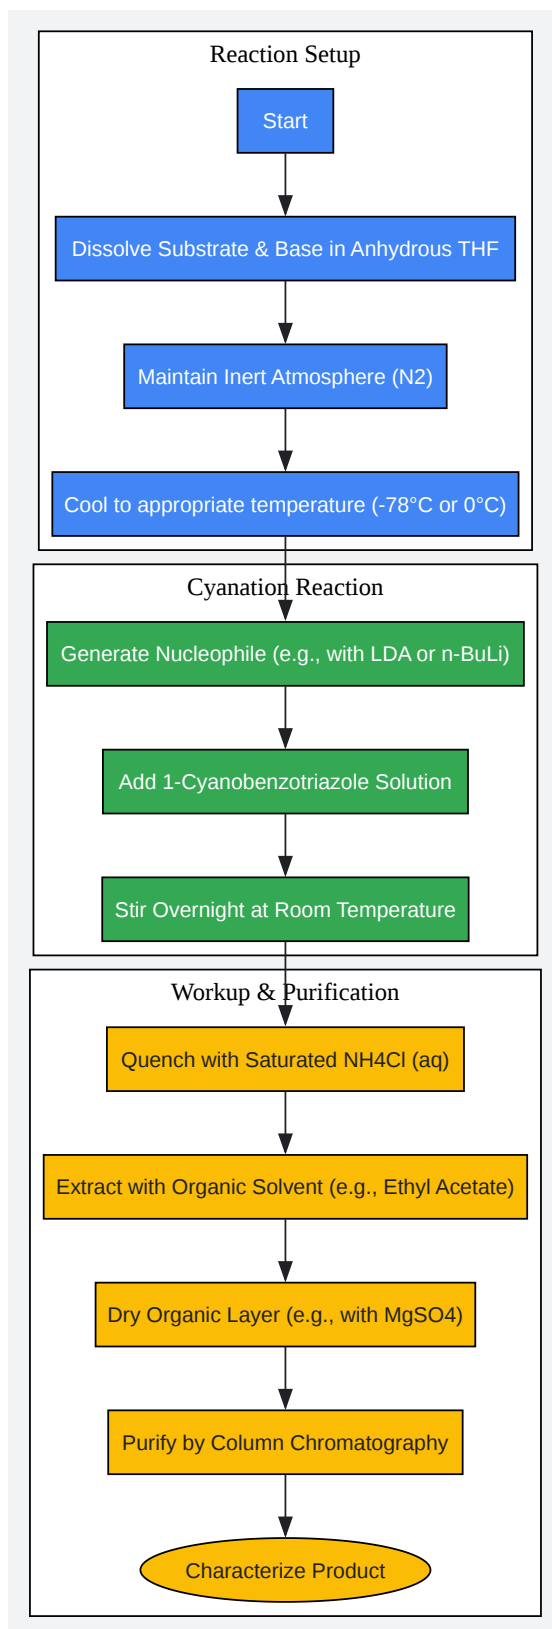 Reaction Setup
Start
Dissolve Substrate & Base in Anhydrous THF
Maintain Inert Atmosphere (N2)
Cool to appropriate temperature (-78°C or 0°C)
Cyanation Reaction
Generate Nucleophile (e.g., with LDA or n-BuLi)
Add 1-Cyanobenzotriazole Solution
Stir Overnight at Room Temperature
Workup & Purification
Quench with Saturated NH4Cl (aq)
Extract with Organic Solvent (e.g., Ethyl Acetate)
Dry Organic Layer (e.g., with MgSO4)
Purify by Column Chromatography
Characterize Product